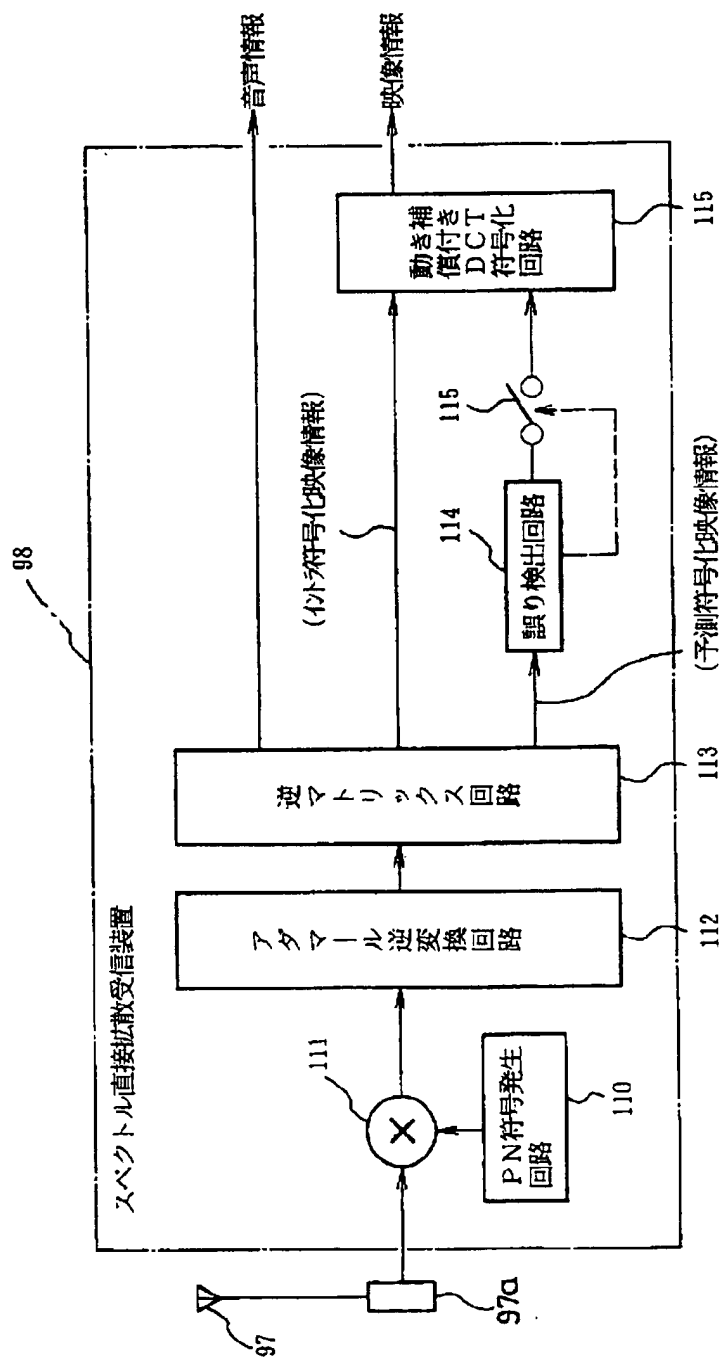 98
スペクトル直接拡散受信装置
音声情報
映像情報
97
97a
111
PN符号発生
回路
110
アダマール逆変換回路
112
逆マトリックス回路
113
(イントラ符号化映像情報)
(予測符号化映像情報)
114
誤り検出回路
115
動き補
償付き
DCT
符号化
回路
115